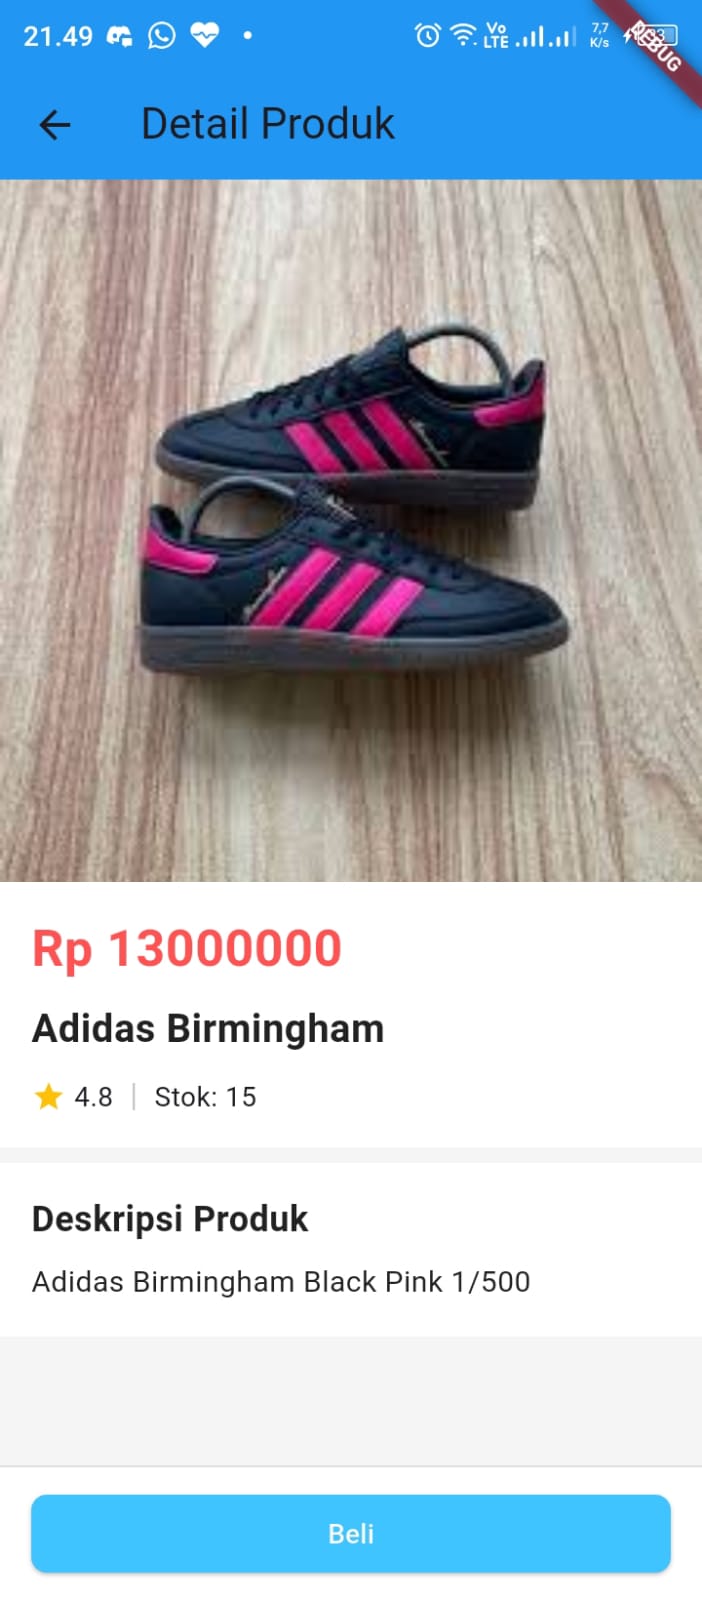 21.49
Vo
LTE
7,7
K/s
DEBUG
Detail Produk
Rp 13000000
Adidas Birmingham
4.8
Stok: 15
Deskripsi Produk
Adidas Birmingham Black Pink 1/500
Beli